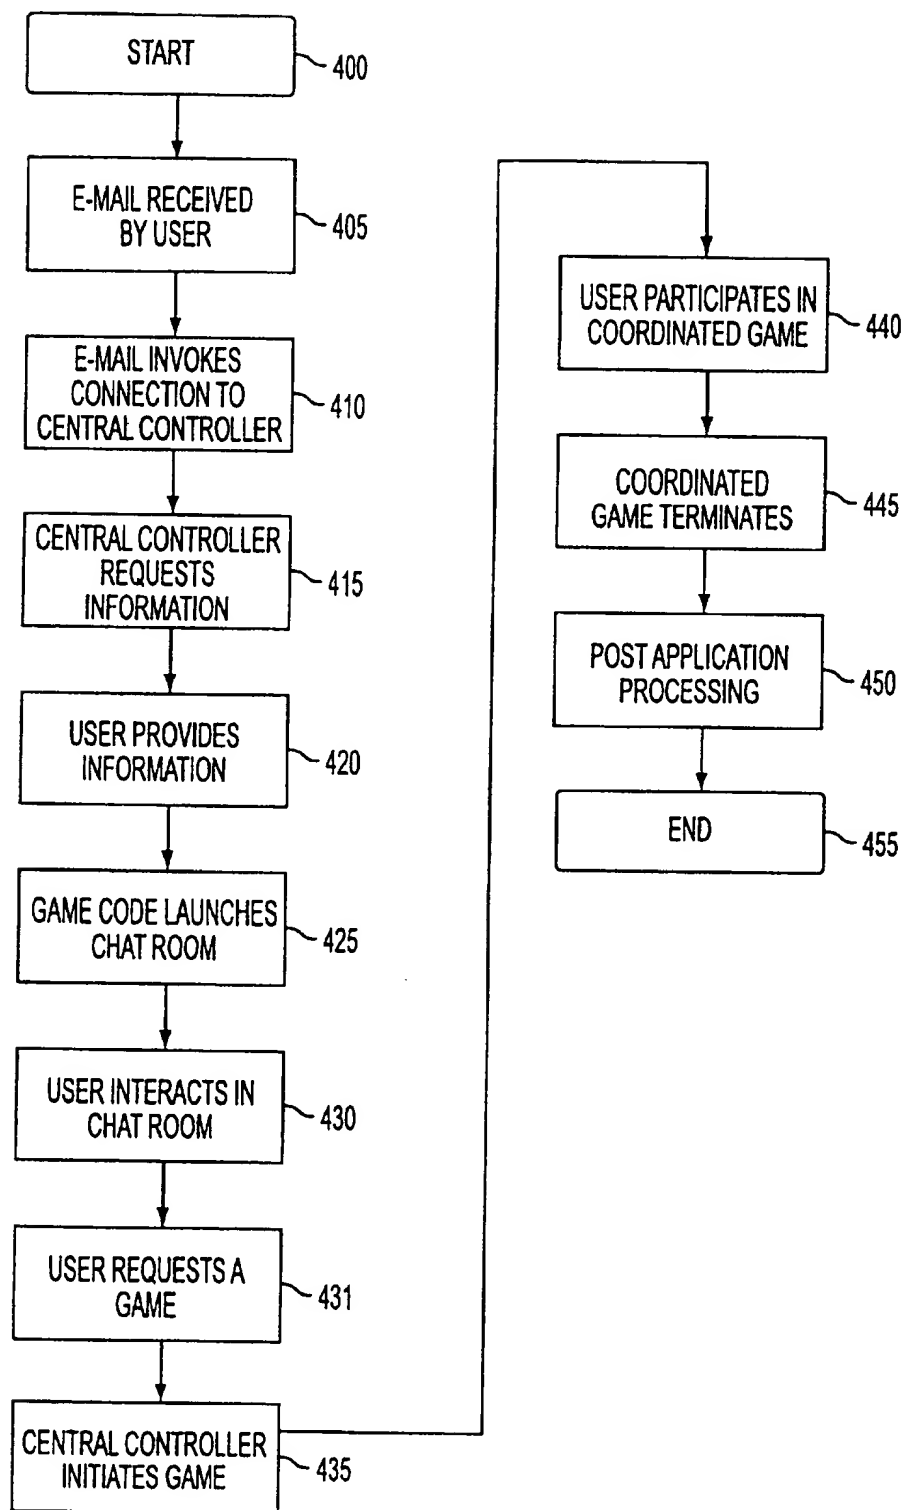 START
400
E-MAIL RECEIVED
BY USER
405
E-MAIL INVOKES
CONNECTION TO
CENTRAL CONTROLLER
410
CENTRAL CONTROLLER
REQUESTS
INFORMATION
415
USER PROVIDES
INFORMATION
420
GAME CODE LAUNCHES
CHAT ROOM
425
USER INTERACTS IN
CHAT ROOM
430
USER REQUESTS A
GAME
431
CENTRAL CONTROLLER
INITIATES GAME
435
USER PARTICIPATES IN
COORDINATED GAME
440
COORDINATED
GAME TERMINATES
445
POST APPLICATION
PROCESSING
450
END
455